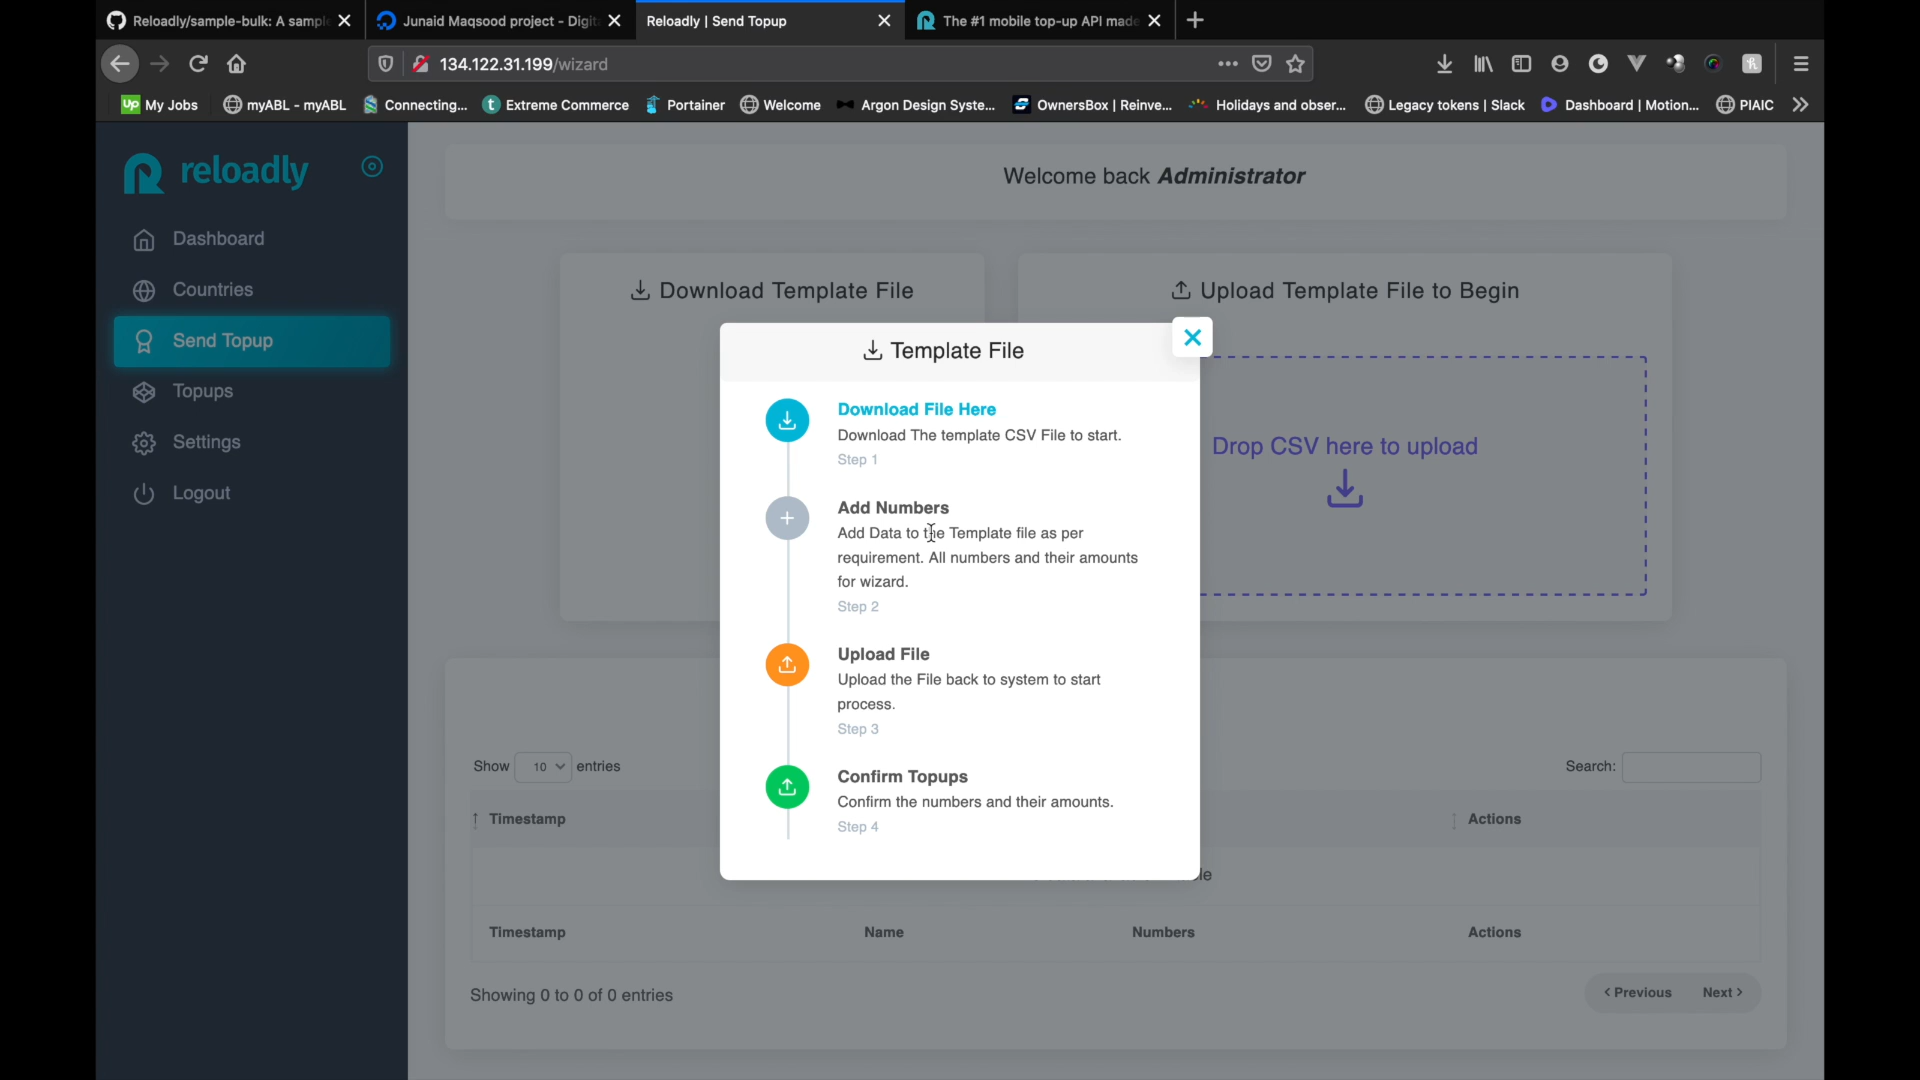 Reloadly/sample-bulk: A sampl
Junaid Maqsood project - Digit
Reloadly | Send Topup
The #1 mobile top-up API made
134.122.31.199/wizard
UP My Jobs
myABL - myABL
Connecting...
t Extreme Commerce
Portainer
Welcome
Argon Design Syste...
OwnersBox | Reinve...
Holidays and obser...
Legacy tokens | Slack
Dashboard | Motion...
PIAIC
reloadly
Dashboard
Countries
Send Topup
Topups
Settings
Logout
Welcome back Administrator
Download Template File
Upload Template File to Begin
Drop CSV here to upload
Template File
Download File Here
Download The template CSV File to start.
Step 1
Add Numbers
Add Data to the Template file as per
requirement. All numbers and their amounts
for wizard.
Step 2
Upload File
Upload the File back to system to start
process.
Step 3
Confirm Topups
Confirm the numbers and their amounts.
Step 4
Show 10 entries
Search:
Timestamp
Actions
Timestamp
Name
Numbers
Actions
Showing 0 to 0 of 0 entries
Previous
Next